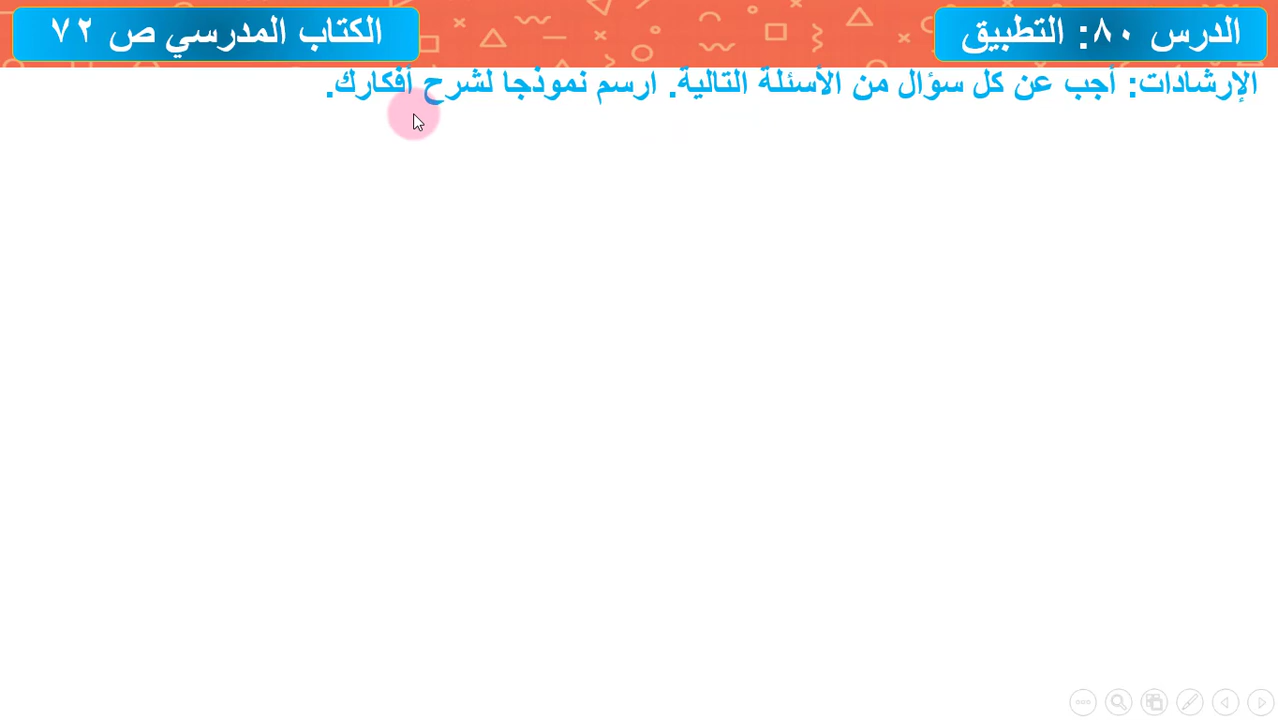 الدرس ٨٠: التطبيق
الكتاب المدرسي ص ٧٢
الإرشادات: أجب عن كل سؤال من الأسئلة التالية. ارسم نموذجا لشرح أفكارك.